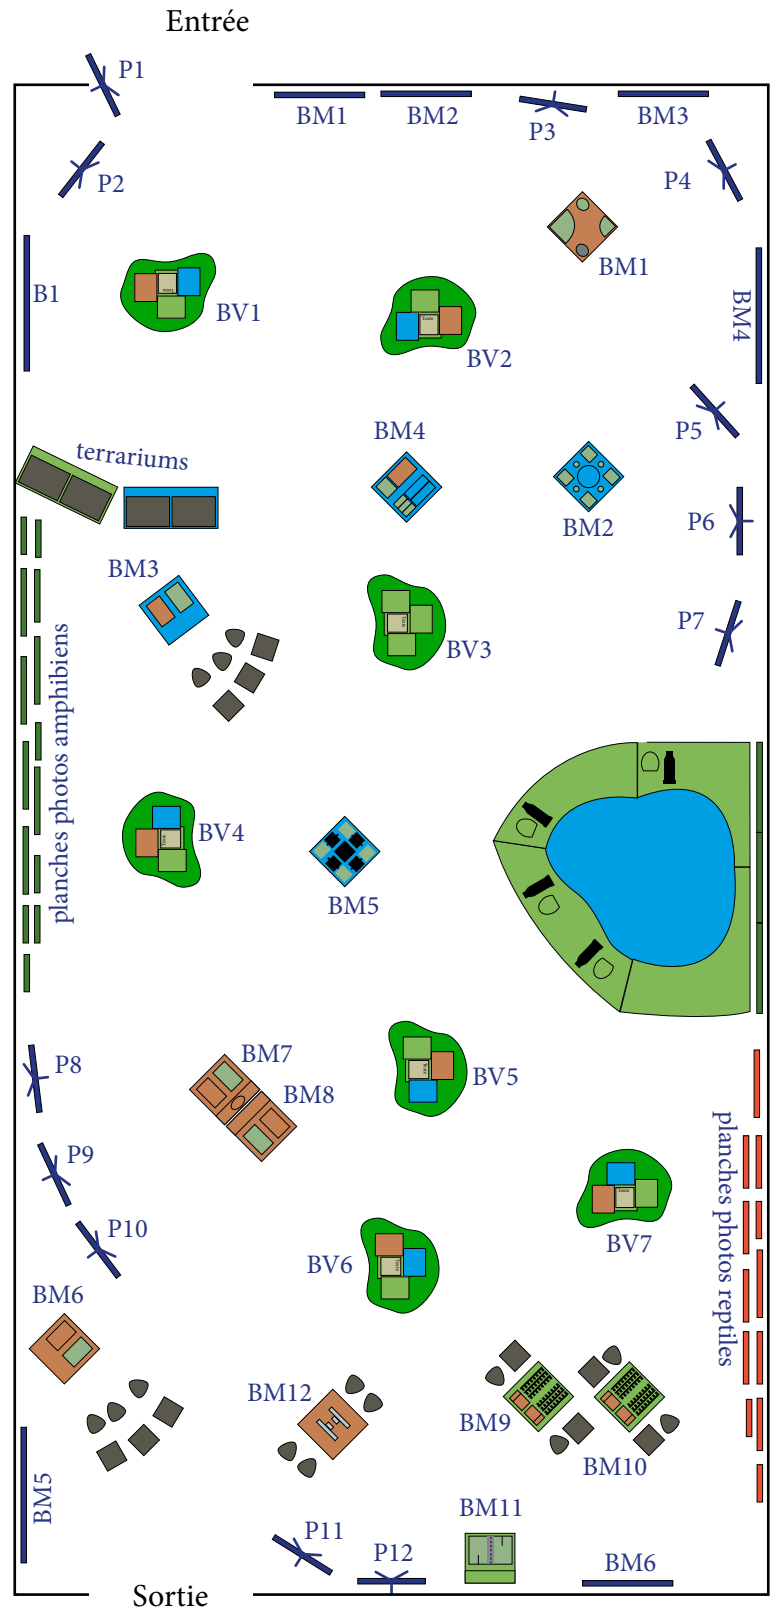 Entrée
P1
BM1
BM2
P3
BM3
P2
P4
BM1
B1
BV1
BM4
BV2
P5
BM4
terrariums
BM2
P6
BM3
P7
BV3
planches photos amphibiens
BV4
BM5
BM7
P8
BV5
BM8
P9
planches photos reptiles
P10
BV7
BV6
BM6
BM12
BM9
BM10
BM5
BM11
P11
P12
BM6
Sortie